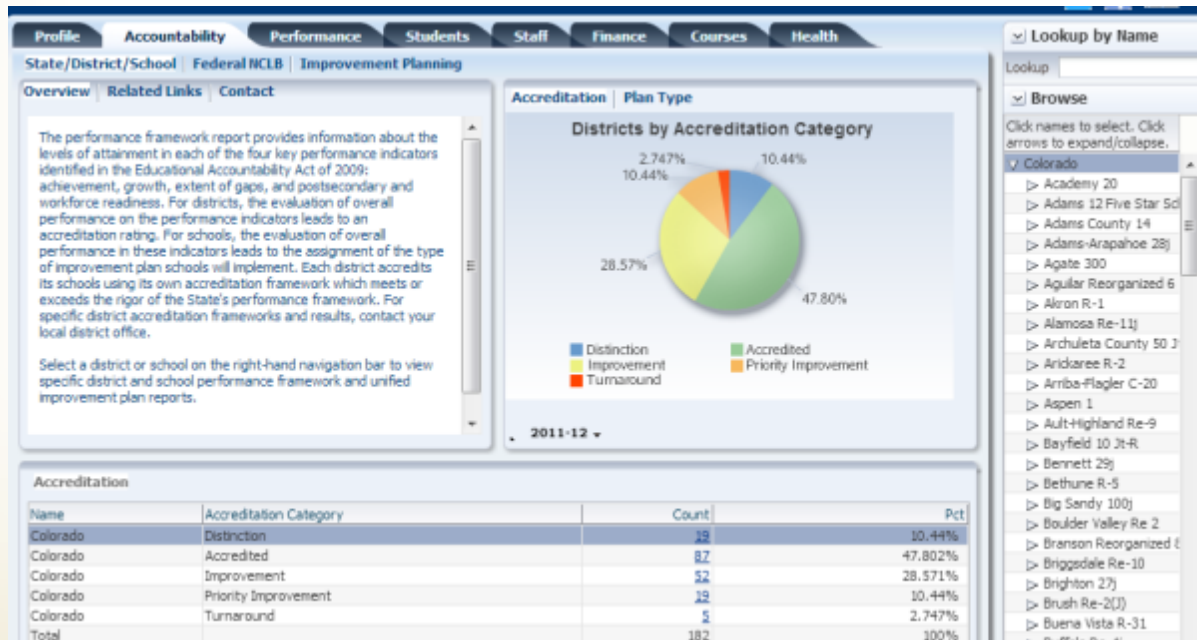 Profile Accountability Performance Students Staff Finance Courses Health
State/District/School Federal NCLB Improvement Planning
Overview Related Links Contact
The performance framework report provides information about the
levels of attainment in each of the four key performance indicators
identified in the Educational Accountability Act of 2009:
achievement, growth, extent of gaps, and postsecondary and
workforce readiness. For districts, the evaluation of overall
performance on the performance indicators leads to an
accreditation rating. For schools, the evaluation of overall
performance in these indicators leads to the assignment of the type
of improvement plan schools will implement. Each district accredits
its schools using its own accreditation framework which meets or
exceeds the rigor of the State's performance framework. For
specific district accreditation frameworks and results, contact your
local district office.
Select a district or school on the right-hand navigation bar to view
specific district and school performance framework and unified
improvement plan reports.
Accreditation Plan Type
Districts by Accreditation Category
2.747% 10.44%
10.44%
28.57%
47.80%
Distinction Accredited
Improvement Priority Improvement
Turnaround
2011-12
Accreditation
Name Accreditation Category Count Pct
Colorado Distinction 19 10.44%
Colorado Accredited 87 47.802%
Colorado Improvement 52 28.571%
Colorado Priority Improvement 19 10.44%
Colorado Turnaround 5 2.747%
Total 182 100%
Lookup by Name
Lookup
Browse
Click names to select. Click
arrows to expand/collapse.
Colorado
Academy 20
Adams 12 Five Star Scl
Adams County 14
Adams-Arapahoe 28j
Agate 300
Aguilar Reorganized 6
Akron R-1
Alamosa Re-11j
Archuleta County 50 J
Arickaree R-2
Arriba-Flagler C-20
Aspen 1
Ault-Highland Re-9
Bayfield 10 Jt-R
Bennett 29j
Bethune R-5
Big Sandy 100j
Boulder Valley Re 2
Branson Reorganized 8
Briggsdale Re-10
Brighton 27j
Brush Re-2(J)
Buena Vista R-31